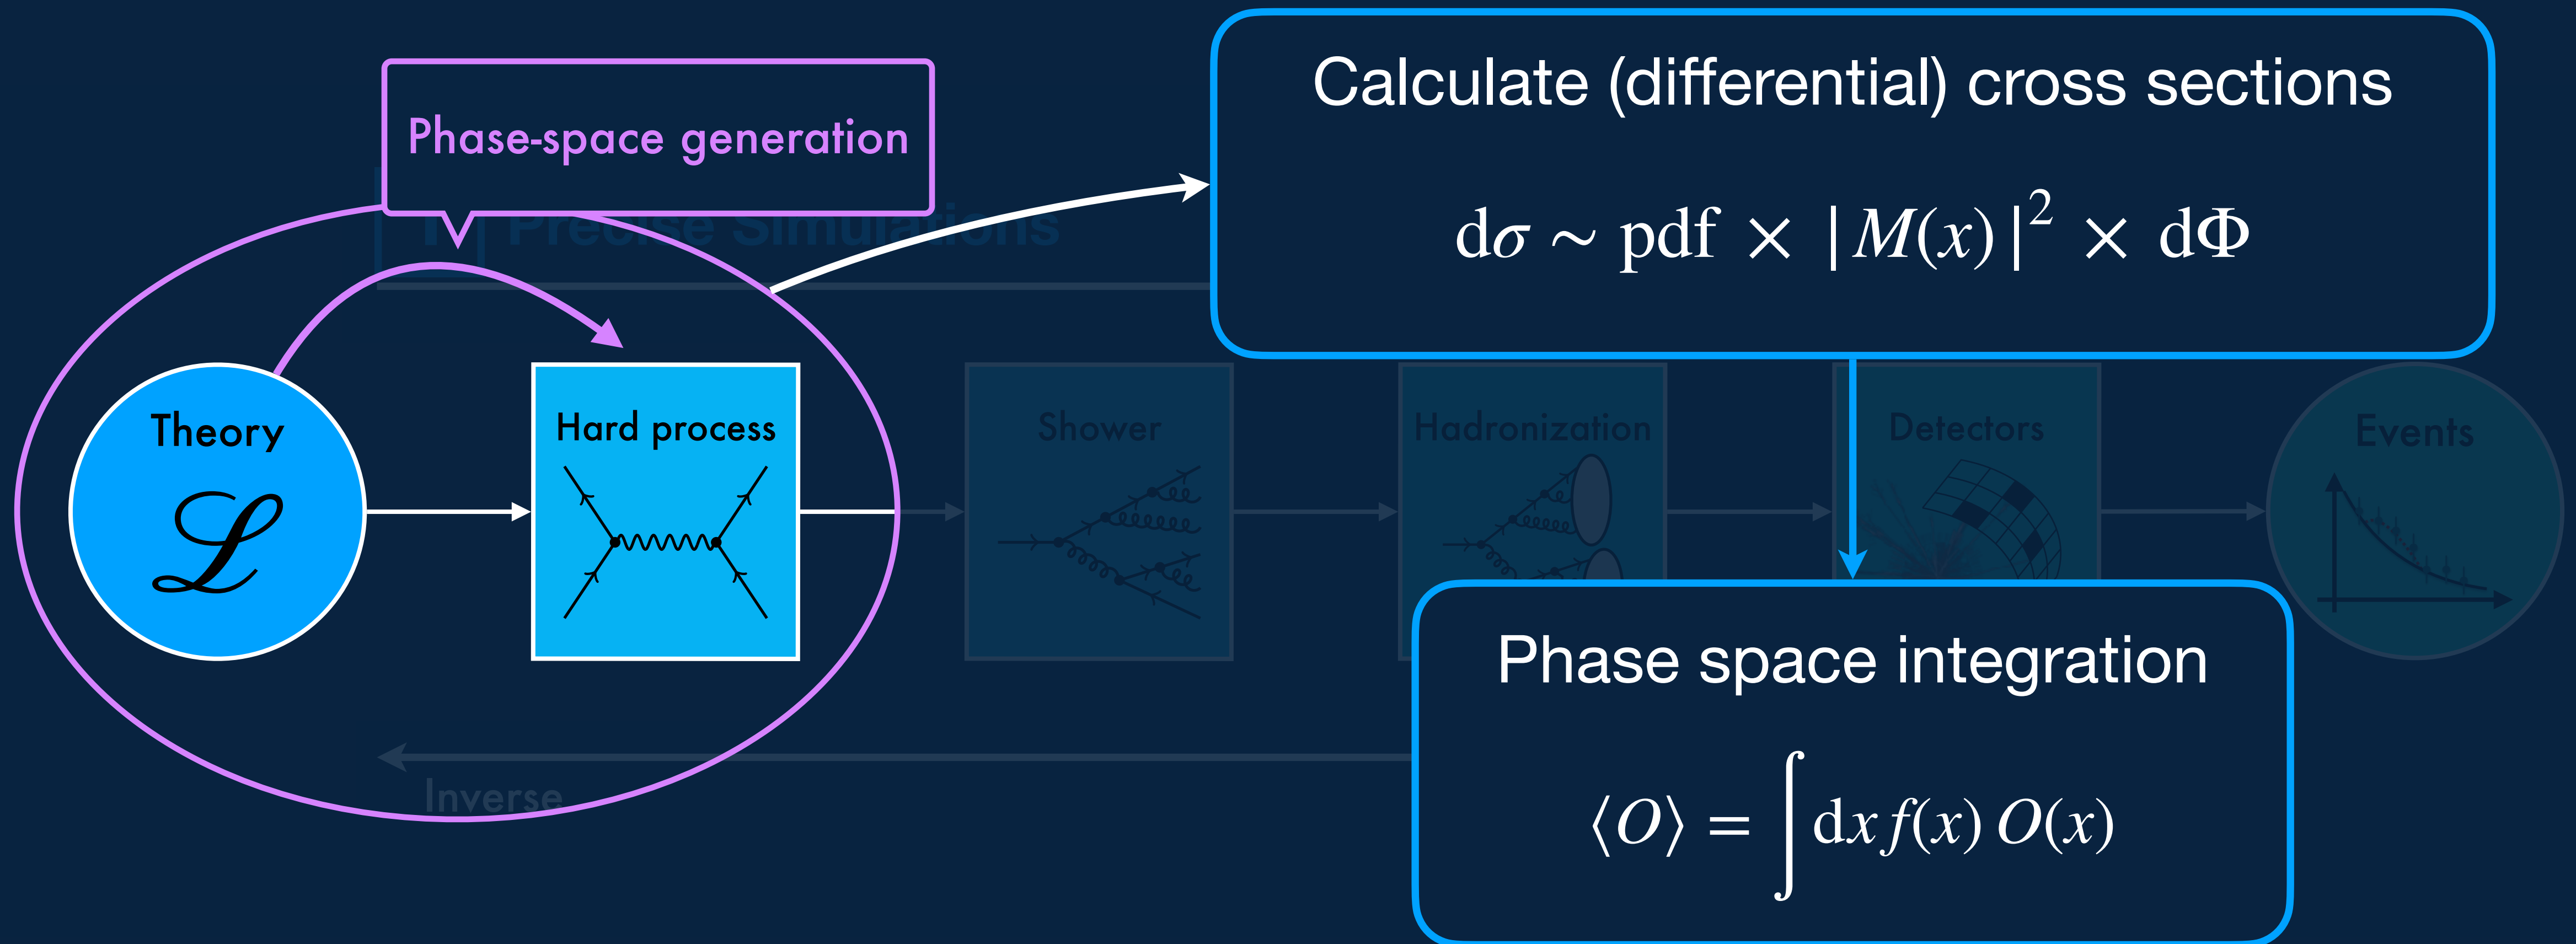 Phase-space generation
Precise Simulations
Calculate (differential) cross sections
dσ ~ pdf × |M(x)|² × dΦ
Theory
ℒ
Hard process
Shower
Hadronization
Detectors
Events
Phase space integration
⟨O⟩ = ∫dx f(x) O(x)
Inverse